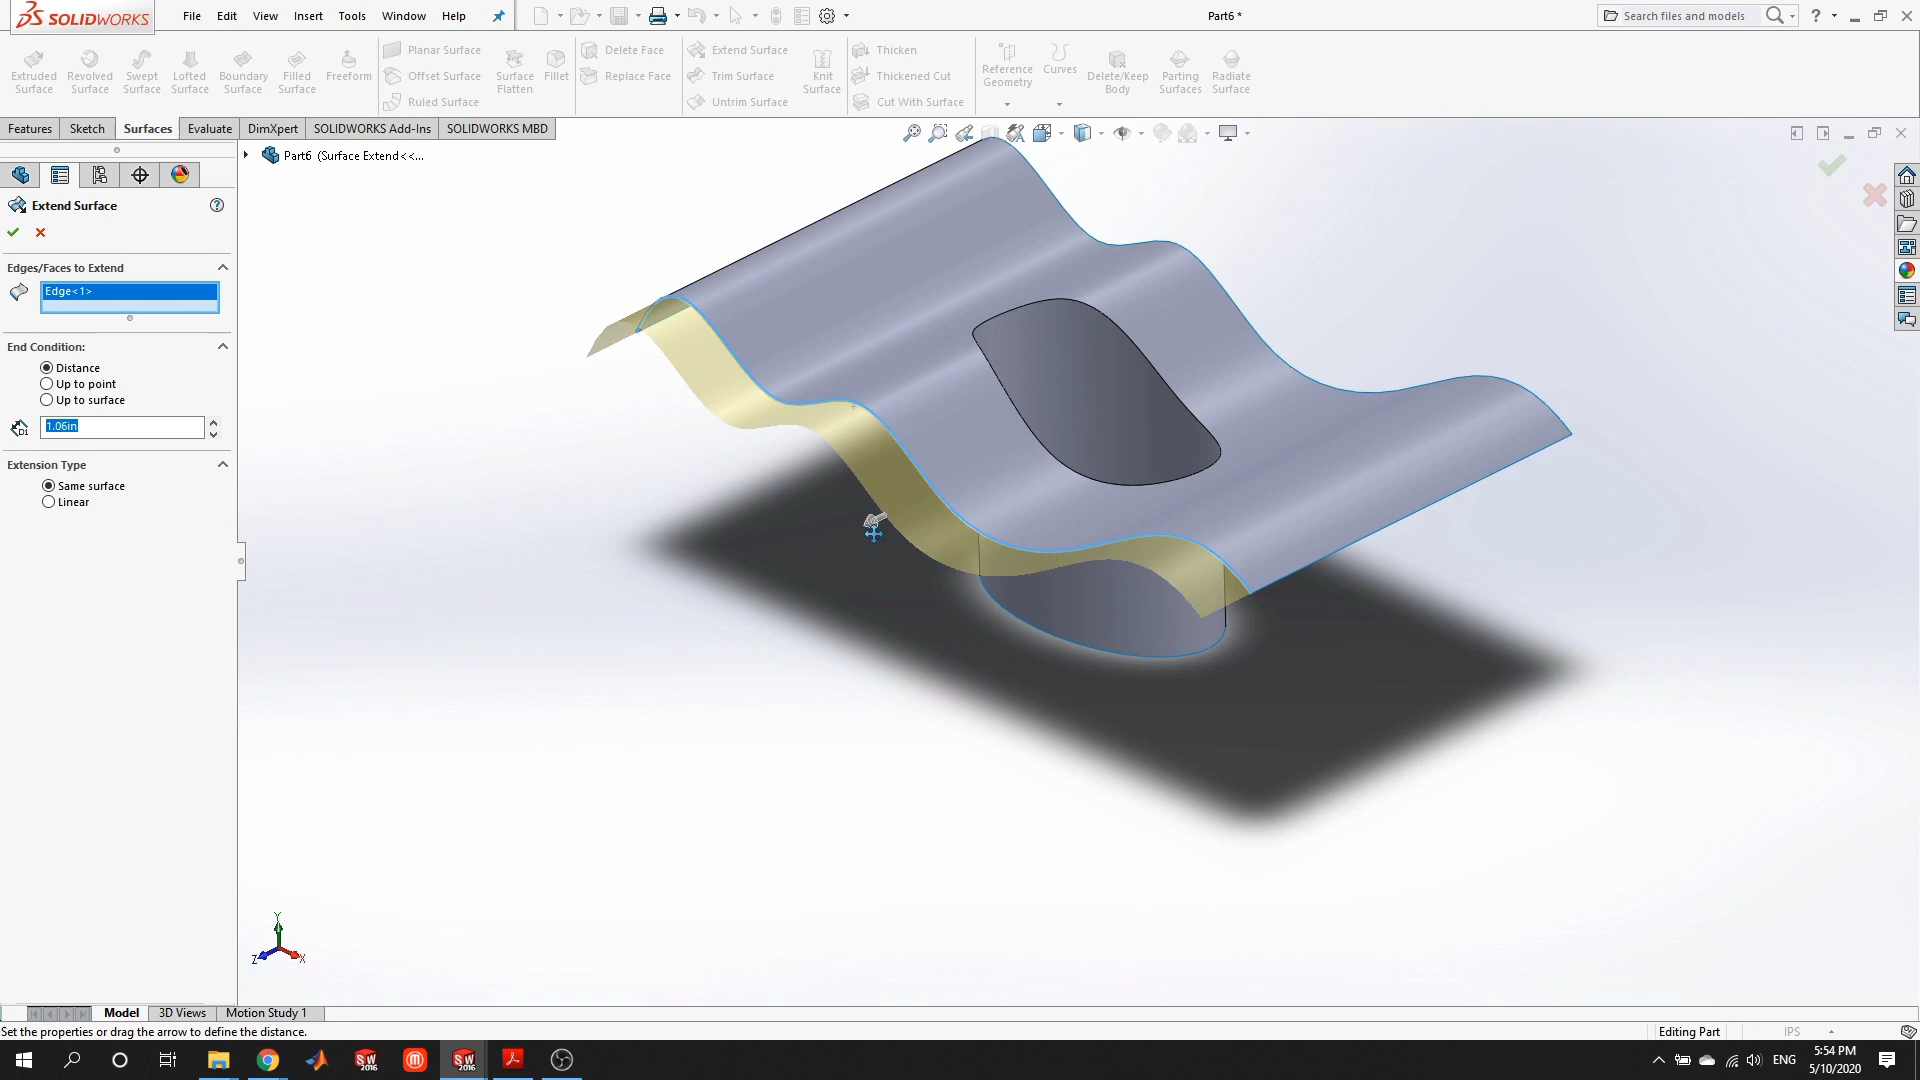 SOLIDWORKS
File Edit View Insert Tools Window Help
Part6 *
Search files and models
Extruded Surface
Revolved Surface
Swept Surface
Lofted Surface
Boundary Surface
Filled Surface
Freeform
Planar Surface
Offset Surface
Ruled Surface
Surface Flatten
Fillet
Delete Face
Replace Face
Extend Surface
Trim Surface
Untrim Surface
Knit Surface
Thicken
Thickened Cut
Cut With Surface
Reference Geometry
Curves
Delete/Keep Body
Parting Surfaces
Radiate Surface
Features Sketch Surfaces Evaluate DimXpert SOLIDWORKS Add-Ins SOLIDWORKS MBD
Part6 (Surface Extend<<...
Extend Surface
Edges/Faces to Extend
Edge<1>
End Condition:
Distance
Up to point
Up to surface
D1
1.06in
Extension Type
Same surface
Linear
Y
Z
X
Model 3D Views Motion Study 1
Set the properties or drag the arrow to define the distance.
Editing Part
IPS
SW 2016
SW 2016
ENG
5:54 PM
5/10/2020